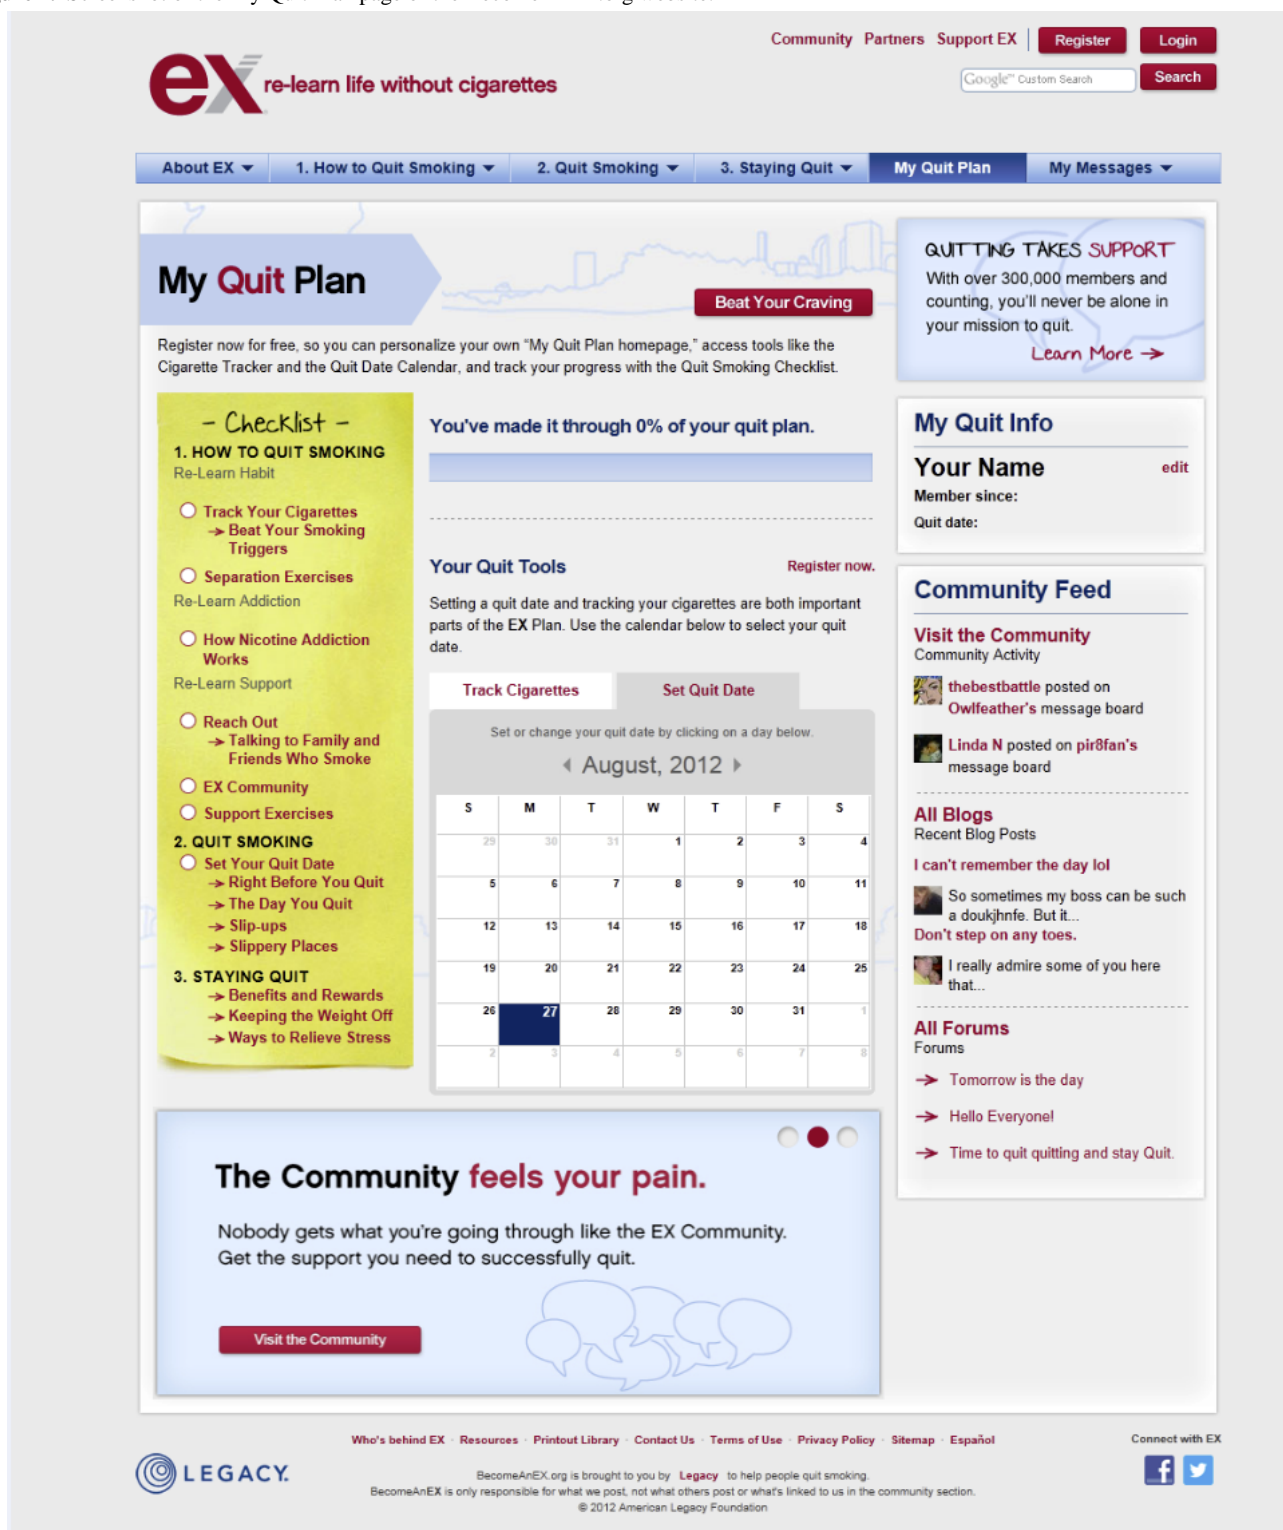 Community Partners Support EX Register Login
ex re-learn life without cigarettes
Google™ Custom Search Search
About EX 1. How to Quit Smoking 2. Quit Smoking 3. Staying Quit My Quit Plan My Messages
My Quit Plan
Beat Your Craving
Register now for free, so you can personalize your own “My Quit Plan homepage,” access tools like the
Cigarette Tracker and the Quit Date Calendar, and track your progress with the Quit Smoking Checklist.
- Checklist -
1. HOW TO QUIT SMOKING
Re-Learn Habit
Track Your Cigarettes
Beat Your Smoking
Triggers
Separation Exercises
Re-Learn Addiction
How Nicotine Addiction
Works
Re-Learn Support
Reach Out
Talking to Family and
Friends Who Smoke
EX Community
Support Exercises
2. QUIT SMOKING
Set Your Quit Date
Right Before You Quit
The Day You Quit
Slip-ups
Slippery Places
3. STAYING QUIT
Benefits and Rewards
Keeping the Weight Off
Ways to Relieve Stress
You've made it through 0% of your quit plan.
Your Quit Tools Register now.
Setting a quit date and tracking your cigarettes are both important
parts of the EX Plan. Use the calendar below to select your quit
date.
Track Cigarettes Set Quit Date
Set or change your quit date by clicking on a day below.
August, 2012
S M T W T F S
29 30 31 1 2 3 4
5 6 7 8 9 10 11
12 13 14 15 16 17 18
19 20 21 22 23 24 25
26 27 28 29 30 31 1
2 3 4 5 6 7 8
QUITTING TAKES SUPPORT
With over 300,000 members and
counting, you'll never be alone in
your mission to quit.
Learn More
My Quit Info
Your Name edit
Member since:
Quit date:
Community Feed
Visit the Community
Community Activity
thebestbattle posted on
Owlfeather's message board
Linda N posted on pir8fan's
message board
All Blogs
Recent Blog Posts
I can't remember the day lol
So sometimes my boss can be such
a doukjhnfe. But it...
Don't step on any toes.
I really admire some of you here
that...
All Forums
Forums
Tomorrow is the day
Hello Everyone!
Time to quit quitting and stay Quit.
The Community feels your pain.
Nobody gets what you're going through like the EX Community.
Get the support you need to successfully quit.
Visit the Community
Who's behind EX · Resources · Printout Library · Contact Us · Terms of Use · Privacy Policy · Sitemap · Español
Connect with EX
LEGACY.
BecomeAnEX.org is brought to you by Legacy to help people quit smoking.
BecomeAnEX is only responsible for what we post, not what others post or what's linked to us in the community section.
© 2012 American Legacy Foundation